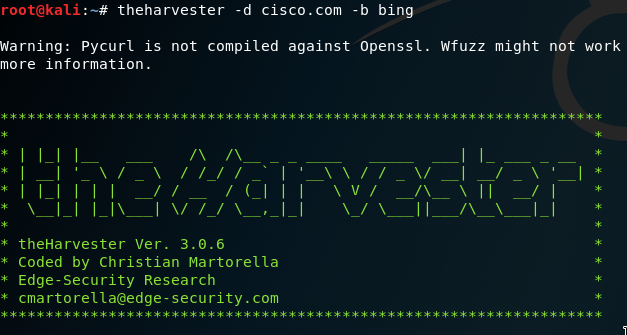 root@kali:~# theharvester -d cisco.com -b bing
Warning: Pycurl is not compiled against Openssl. Wfuzz might not work
more information.
*******************************************************************
*                                                                 *
* | |_| |__   ___    /\  /\__ _ _ ____   _____  ___| |_ ___ _ __  *
* | __| '_ \ / _ \  / /_/ / _` | '__\ \ / / _ \/ __| __/ _ \ '__| *
* | |_| | | |  __/ / __  / (_| | |   \ V /  __/\__ \ ||  __/ |    *
*  \__|_| |_|\___| \/ /_/ \__,_|_|    \_/ \___||___/\__\___|_|    *
*                                                                 *
* theHarvester Ver. 3.0.6                                         *
* Coded by Christian Martorella                                   *
* Edge-Security Research                                          *
* cmartorella@edge-security.com                                   *
*******************************************************************